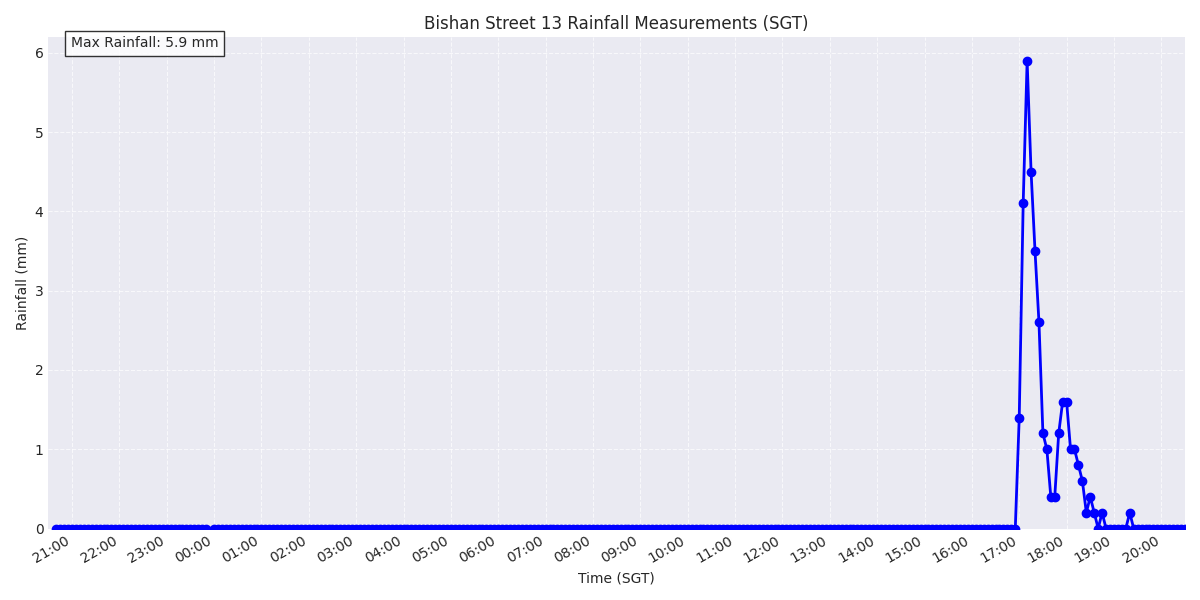 Bishan Street 13 Rainfall Measurements (SGT)
Max Rainfall: 5.9 mm
6
5
4
3
2
1
0
Rainfall (mm)
21:00 22:00 23:00 00:00 01:00 02:00 03:00 04:00 05:00 06:00 07:00 08:00 09:00 10:00 11:00 12:00 13:00 14:00 15:00 16:00 17:00 18:00 19:00 20:00
Time (SGT)